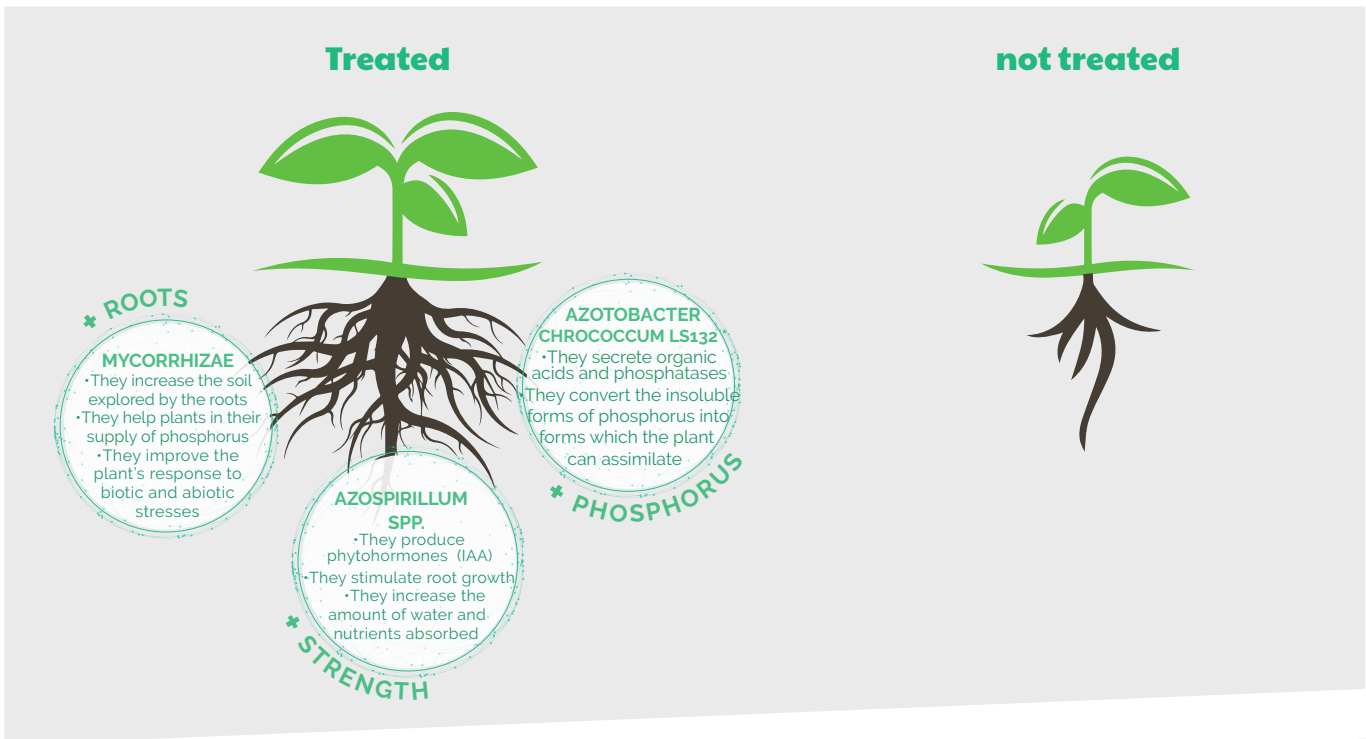 Treated
not treated
+ ROOTS
MYCORRHIZAE
•They increase the soil
explored by the roots
•They help plants in their
supply of phosphorus
•They improve the
plant's response to
biotic and abiotic
stresses
AZOTOBACTER
CHROCOCCUM LS132
•They secrete organic
acids and phosphatases
•They convert the insoluble
forms of phosphorus into
forms which the plant
can assimilate
+ PHOSPHORUS
AZOSPIRILLUM
SPP.
•They produce
phytohormones (IAA)
•They stimulate root growth
•They increase the
amount of water and
nutrients absorbed
+ STRENGTH